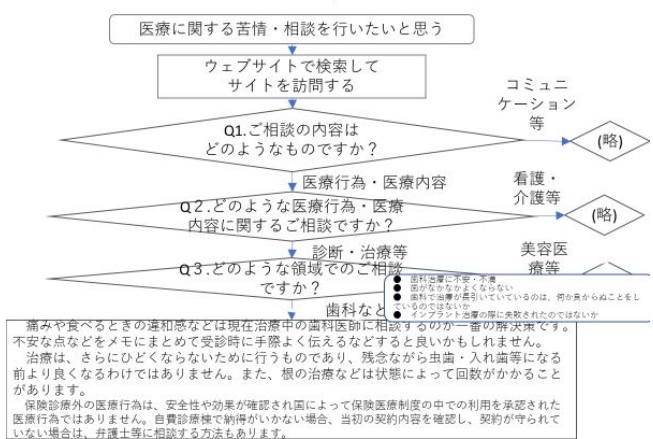 医療に関する苦情・相談を行いたいと思う
ウェブサイトで検索して
サイトを訪問する
コミュニ
ケーション
等
Q1.ご相談の内容は
どのようなものですか？
(略)
医療行為・医療内容
看護・
介護等
Q２.どのような医療行為・医療
内容に関するご相談ですか？
(略)
診断・治療等
美容医
療等
Q３.どのような領域でのご相談
ですか？
● 歯科治療に不安・不満
● 歯がなかなかよくならない
● 歯科で治療が長引いていているのは、何か良からぬことをし
ているのではないか
● インプラント治療の際に失敗されたのではないか
歯科など
痛みや食べるときの違和感などは現在治療中の歯科医師に相談するのが一番の解決策です。
不安な点などをメモにまとめて受診時に手際よく伝えるなどすると良いかもしれません。
治療は、さらにひどくならないために行うものであり、残念ながら虫歯・入れ歯等になる
前より良くなるわけではありません。また、根の治療などは状態によって回数がかかること
があります。
保険診療外の医療行為は、安全性や効果が確認され国によって保険医療制度の中での利用を承認された
医療行為ではありません。自費診療棟で納得がいかない場合、当初の契約内容を確認し、契約が守られて
いない場合は、弁護士等に相談する方法もあります。